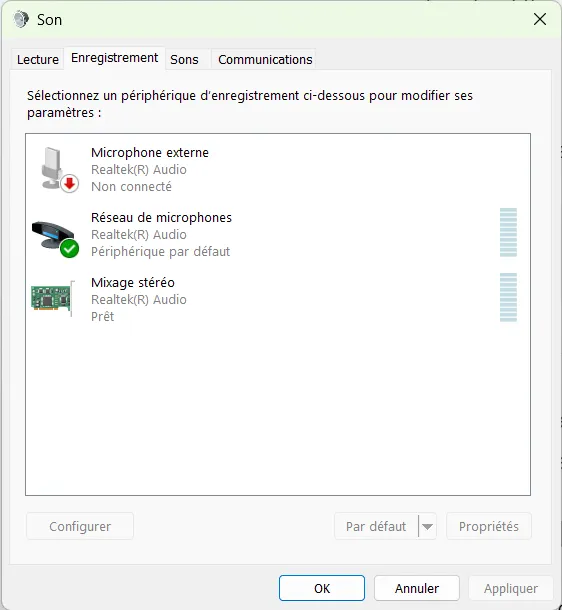 Son
Lecture
Enregistrement
Sons
Communications
Sélectionnez un périphérique d'enregistrement ci-dessous pour modifier ses
paramètres :
Microphone externe
Realtek(R) Audio
Non connecté
Réseau de microphones
Realtek(R) Audio
Périphérique par défaut
Mixage stéréo
Realtek(R) Audio
Prêt
Configurer
Par défaut
Propriétés
OK
Annuler
Appliquer